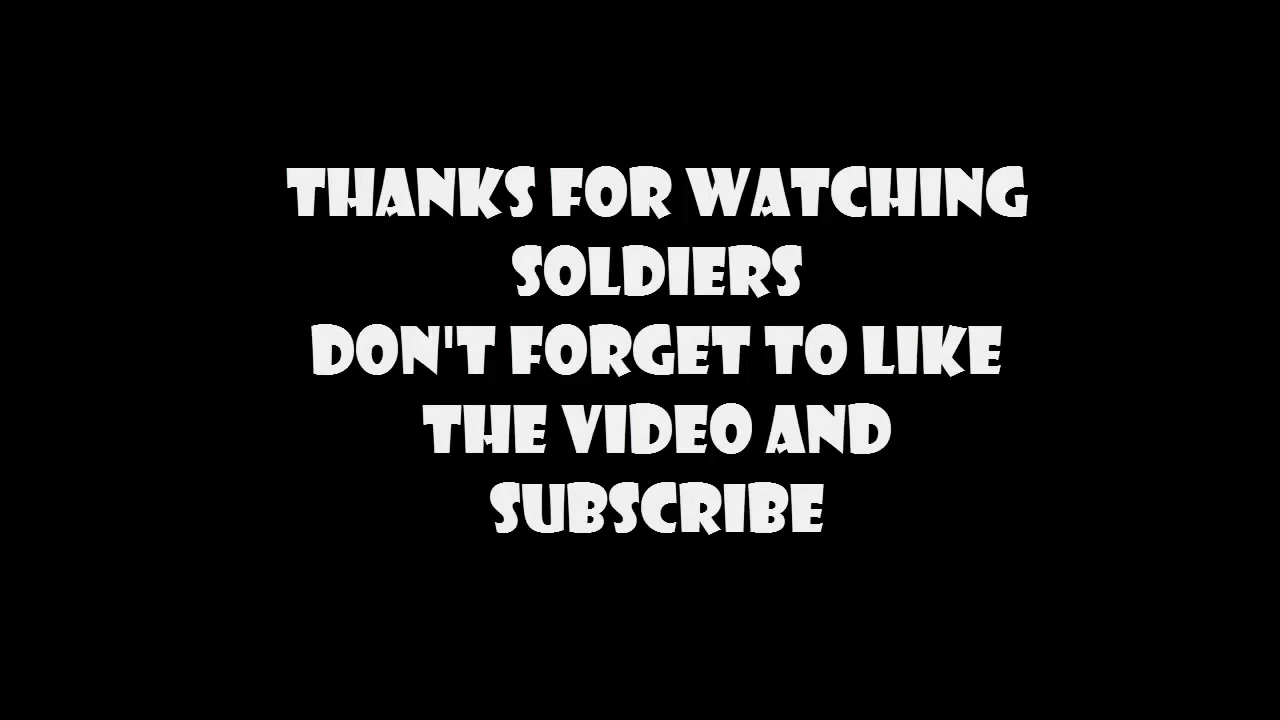 THANKS FOR WATCHING
SOLDIERS
DON'T FORGET TO LIKE
THE VIDEO AND
SUBSCRIBE